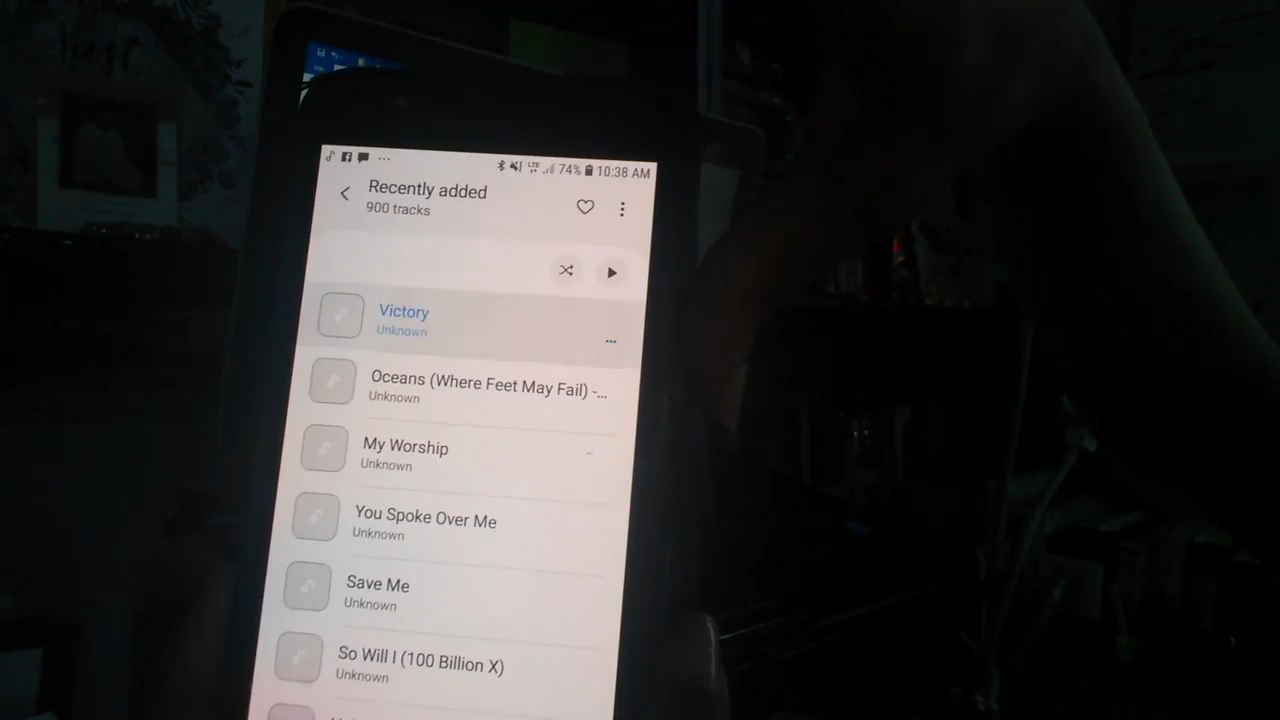 LTE 74% 10:38 AM
Recently added
900 tracks
Victory
Unknown
Oceans (Where Feet May Fail) -...
Unknown
My Worship
Unknown
You Spoke Over Me
Unknown
Save Me
Unknown
So Will I (100 Billion X)
Unknown